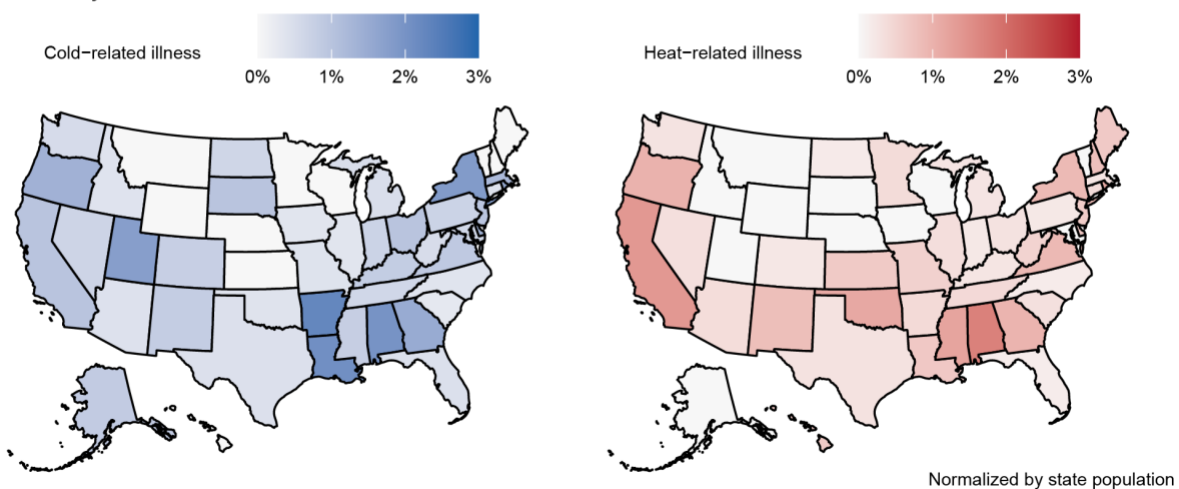 Cold−related illness
0% 1% 2% 3%
Heat−related illness
0% 1% 2% 3%
Normalized by state population